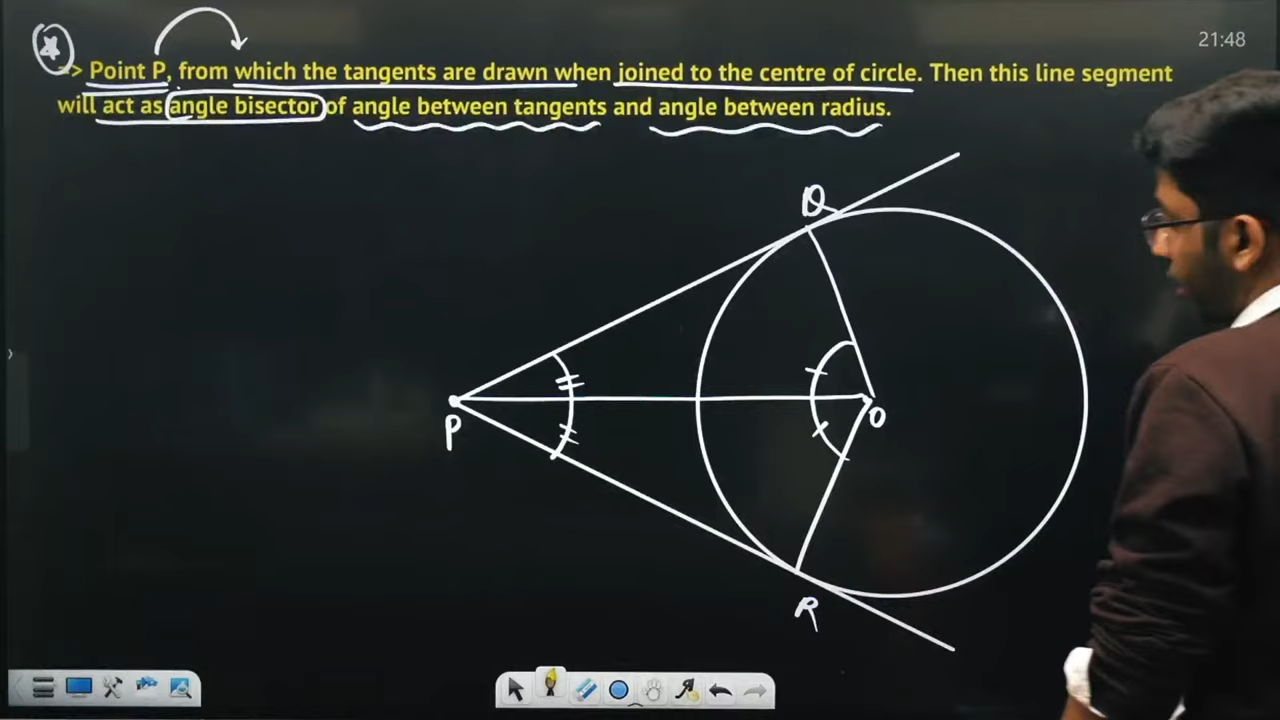 21:48
=> Point P, from which the tangents are drawn when joined to the centre of circle. Then this line segment
will act as angle bisector of angle between tangents and angle between radius.
Q
P
O
R